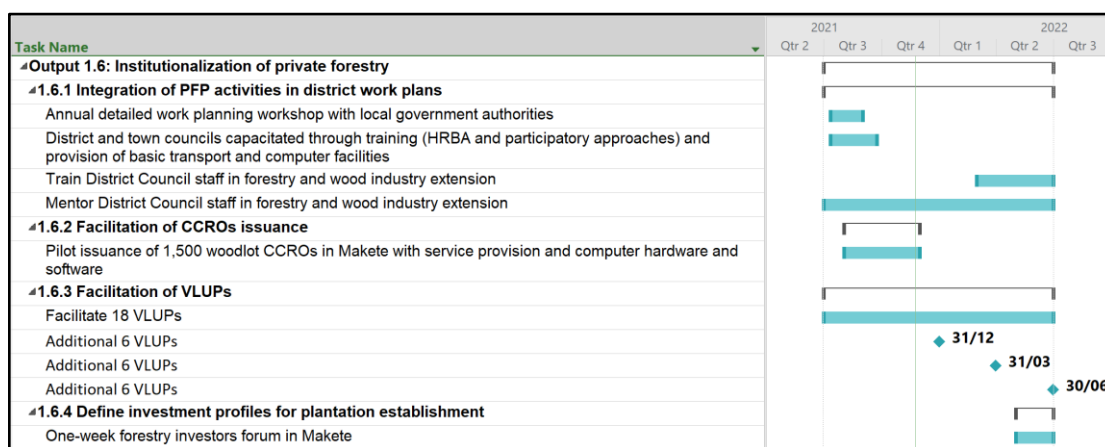 2021 2022
Task Name Qtr 2 Qtr 3 Qtr 4 Qtr 1 Qtr 2 Qtr 3
Output 1.6: Institutionalization of private forestry
1.6.1 Integration of PFP activities in district work plans
Annual detailed work planning workshop with local government authorities
District and town councils capacitated through training (HRBA and participatory approaches) and
provision of basic transport and computer facilities
Train District Council staff in forestry and wood industry extension
Mentor District Council staff in forestry and wood industry extension
1.6.2 Facilitation of CCROs issuance
Pilot issuance of 1,500 woodlot CCROs in Makete with service provision and computer hardware and
software
1.6.3 Facilitation of VLUPs
Facilitate 18 VLUPs
Additional 6 VLUPs 31/12
Additional 6 VLUPs 31/03
Additional 6 VLUPs 30/06
1.6.4 Define investment profiles for plantation establishment
One-week forestry investors forum in Makete